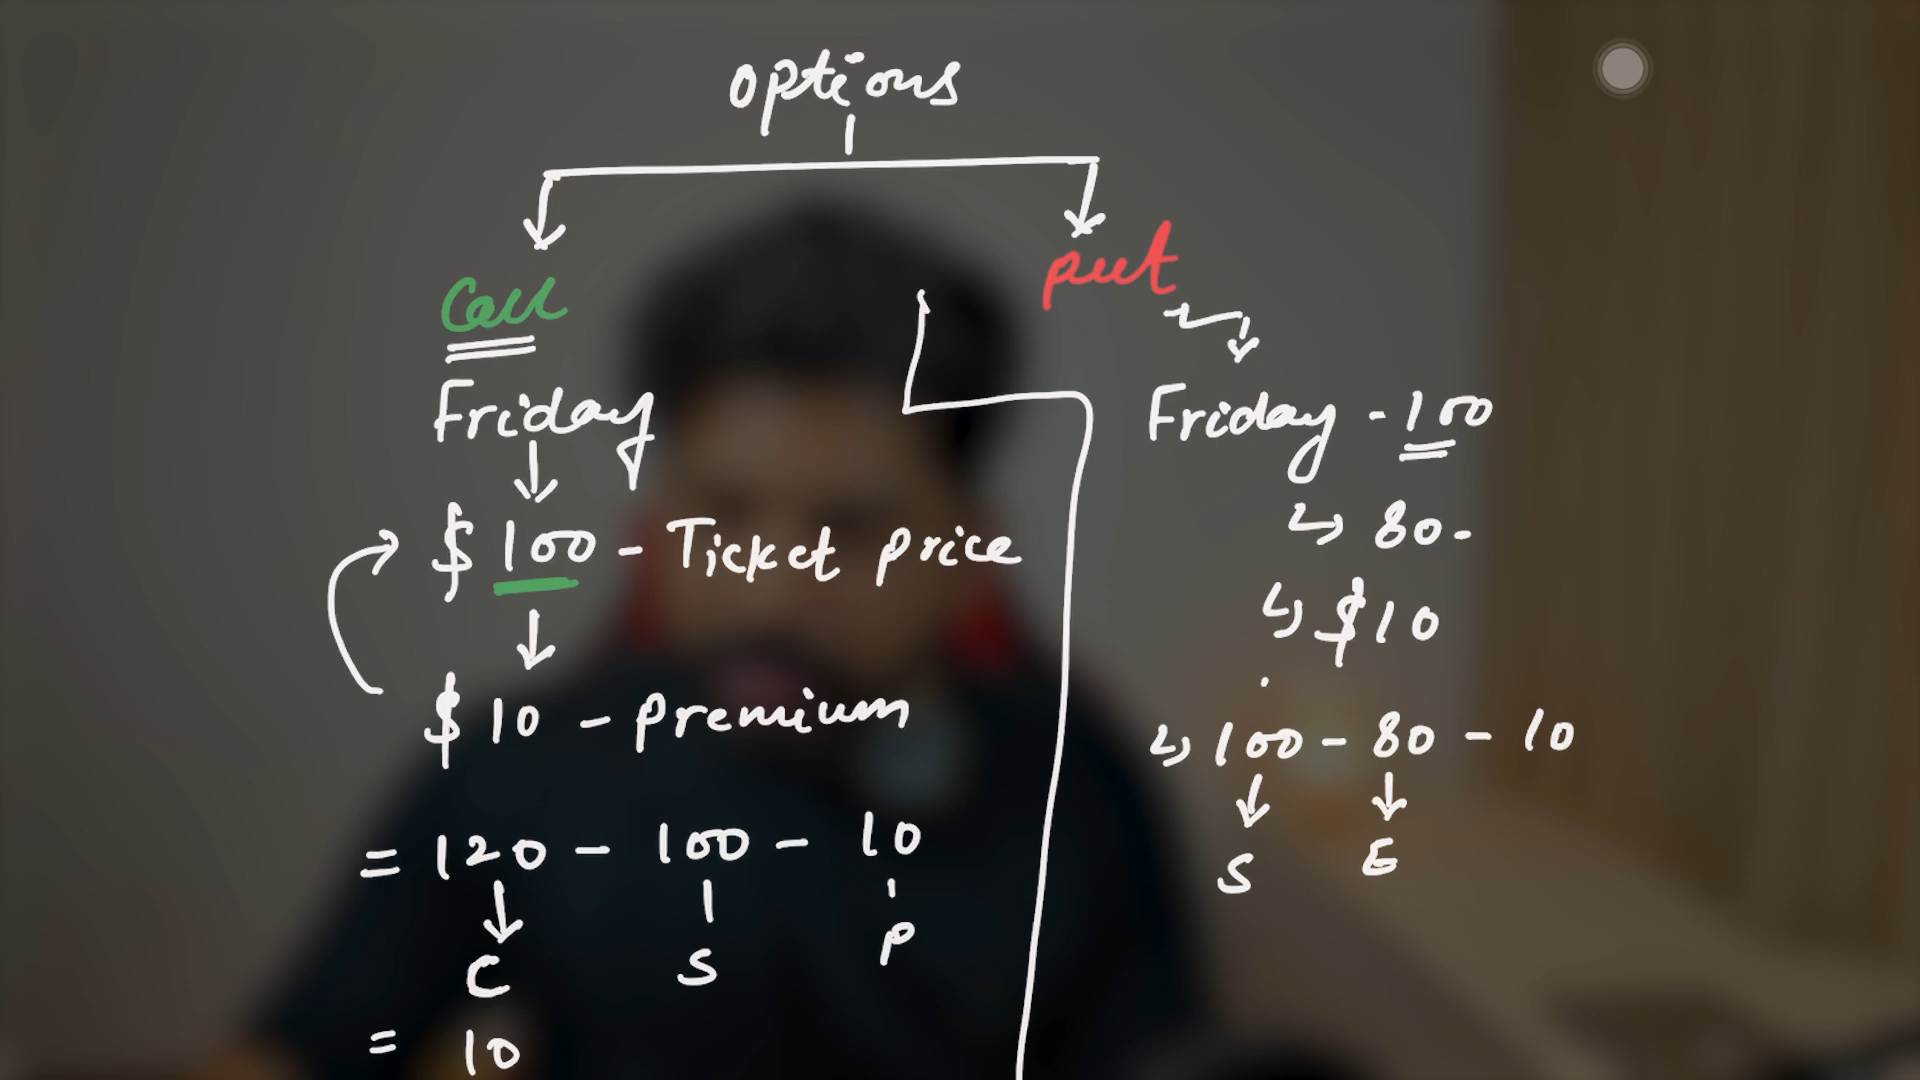 options
Call
Friday
$ 100 - Ticket price
$ 10 - premium
= 120 - 100 - 10
C S P
= 10
put
Friday - 100
80 -
$10
100 - 80 - 10
S E